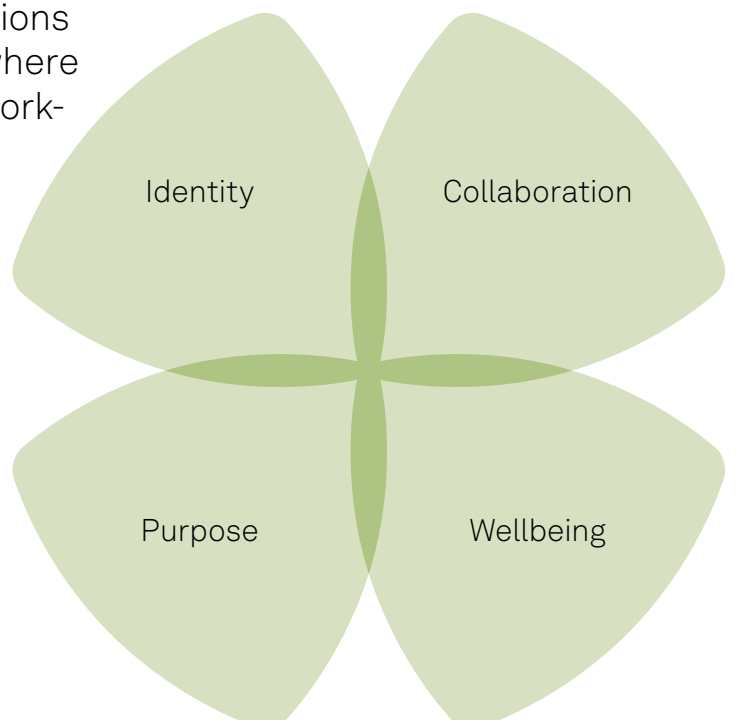 ions
here
ork-
Identity
Collaboration
Purpose
Wellbeing